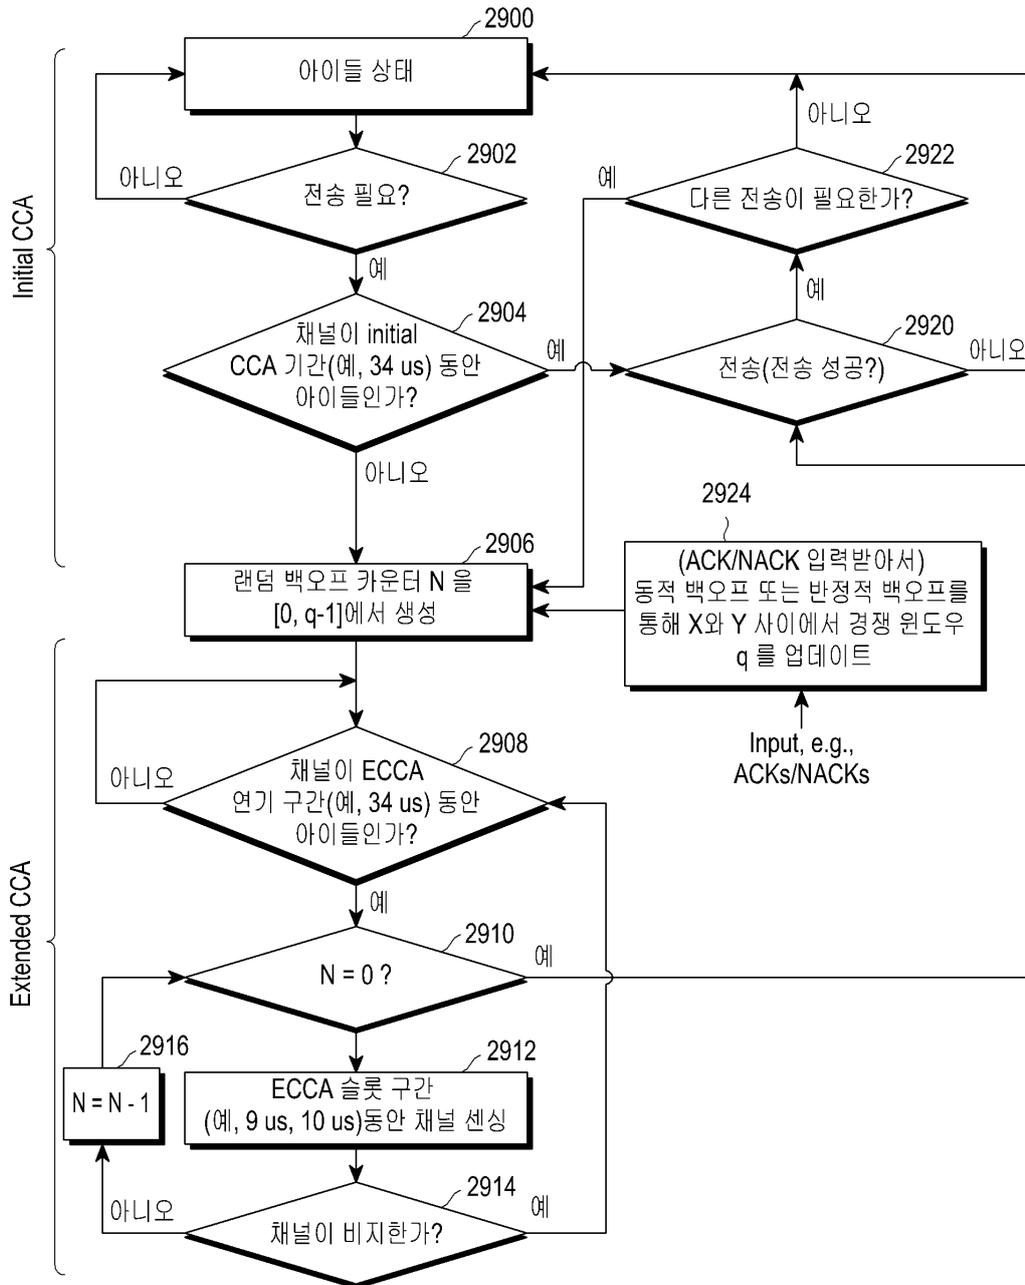 2900
아이들 상태
아니오
2902
전송 필요?
예
아니오
2922
다른 전송이 필요한가?
예
Initial CCA
2904
채널이 initial
CCA 기간(예, 34 us) 동안
아이들인가?
예
예
2920
전송(전송 성공?)
아니오
아니오
2906
랜덤 백오프 카운터 N 을
[0, q-1]에서 생성
2924
(ACK/NACK 입력받아서)
동적 백오프 또는 반정적 백오프를
통해 X와 Y 사이에서 경쟁 윈도우
q 를 업데이트
Input, e.g.,
ACKs/NACKs
아니오
2908
채널이 ECCA
연기 구간(예, 34 us) 동안
아이들인가?
예
Extended CCA
2910
N = 0 ?
예
2916
N = N - 1
2912
ECCA 슬롯 구간
(예, 9 us, 10 us)동안 채널 센싱
아니오
2914
채널이 비지한가?
예